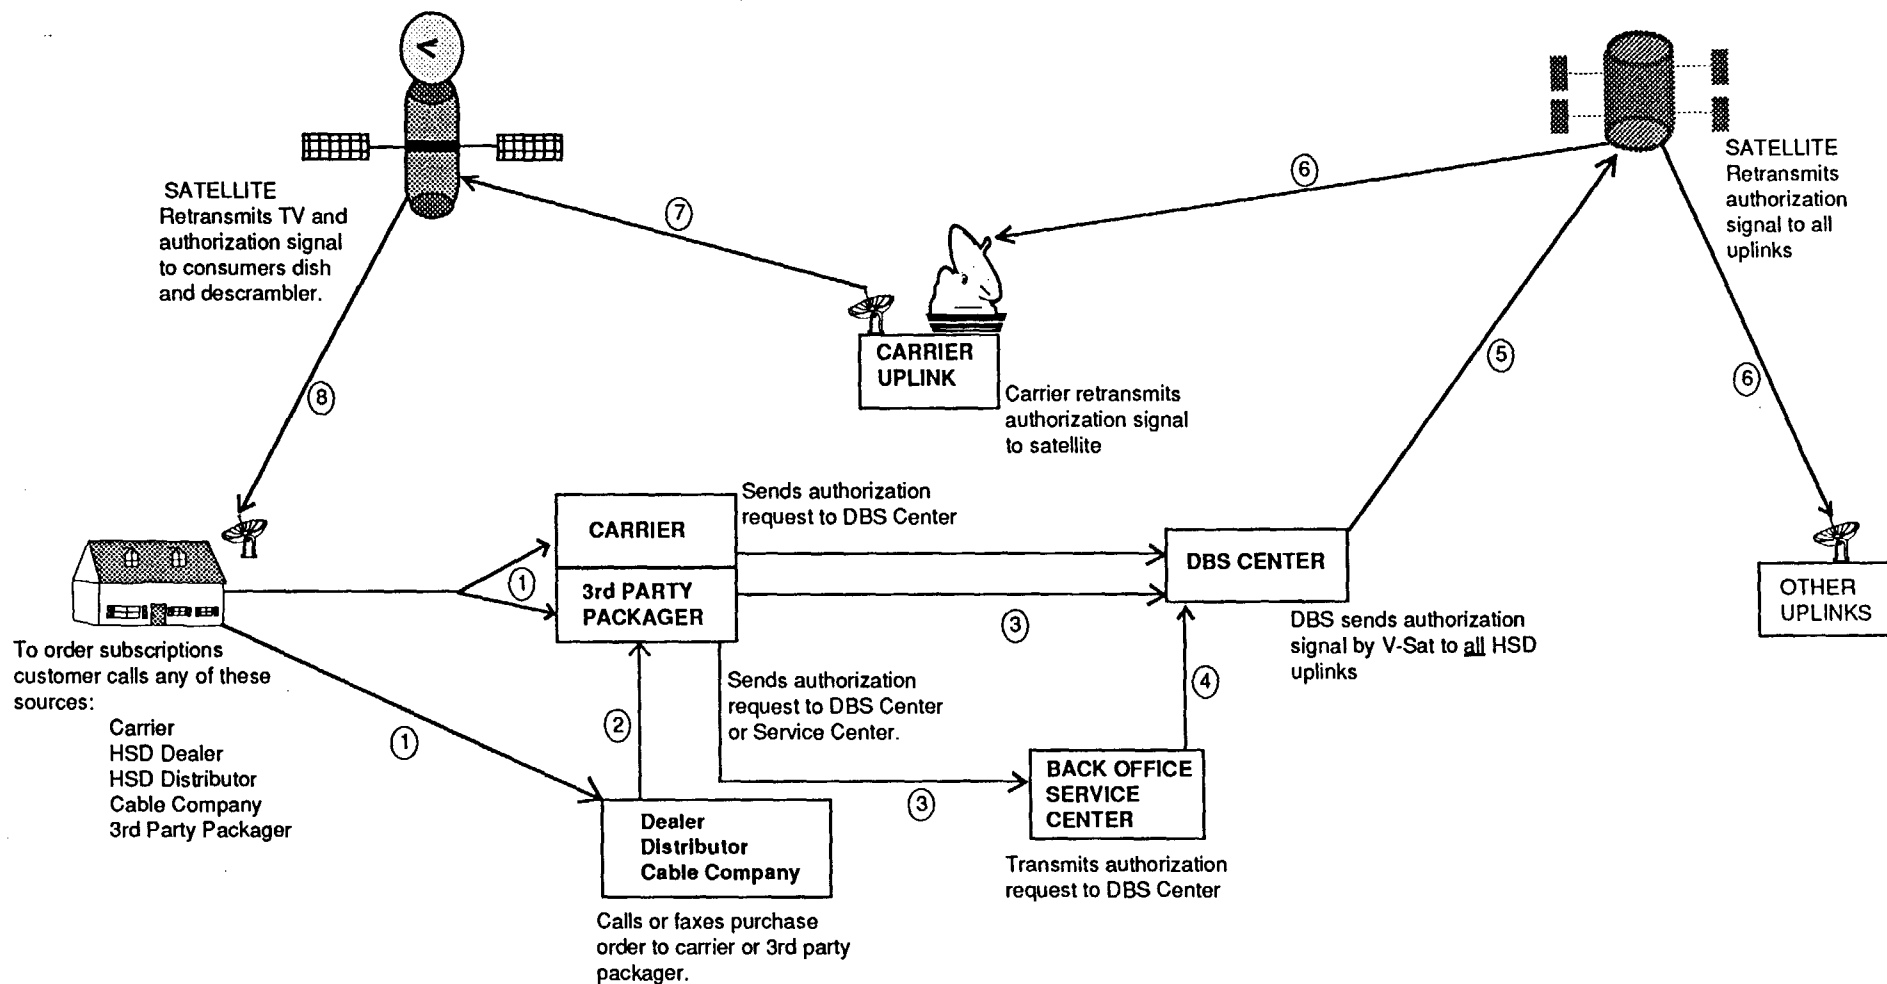 SATELLITE
Retransmits TV and
authorization signal
to consumers dish
and descrambler.
7
6
SATELLITE
Retransmits
authorization
signal to all
uplinks
CARRIER
UPLINK
Carrier retransmits
authorization signal
to satellite
5
6
8
Sends authorization
request to DBS Center
CARRIER
3rd PARTY
PACKAGER
1
3
DBS CENTER
DBS sends authorization
signal by V-Sat to all HSD
uplinks
OTHER
UPLINKS
To order subscriptions
customer calls any of these
sources:
Carrier
HSD Dealer
HSD Distributor
Cable Company
3rd Party Packager
1
2
Sends authorization
request to DBS Center
or Service Center.
4
3
BACK OFFICE
SERVICE
CENTER
Transmits authorization
request to DBS Center
Dealer
Distributor
Cable Company
Calls or faxes purchase
order to carrier or 3rd party
packager.